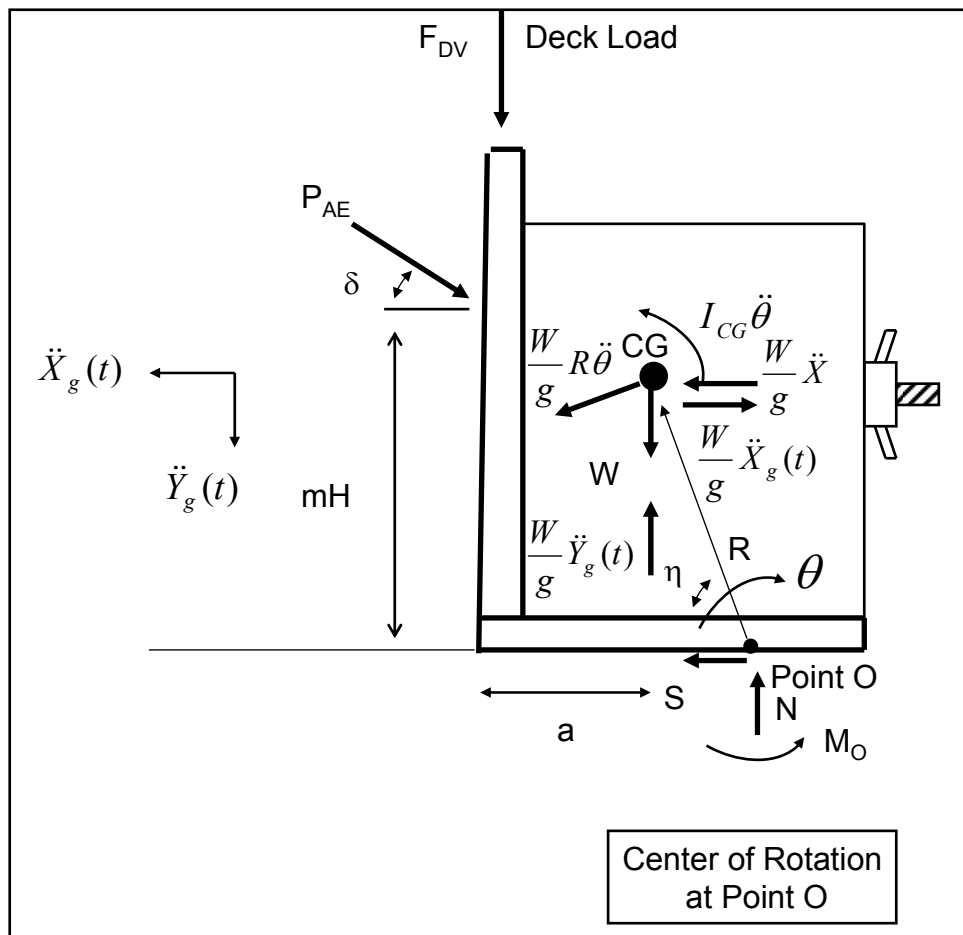 F_DV Deck Load
P_AE
δ
I_CG θ̈
CG
W/g R θ̈
W/g Ẍ
Ẍ_g(t)
Ÿ_g(t)
W/g Ẍ_g(t)
mH
W
W/g Ÿ_g(t)
R
η
θ
Point O
S
N
a
M_O
Center of Rotation
at Point O